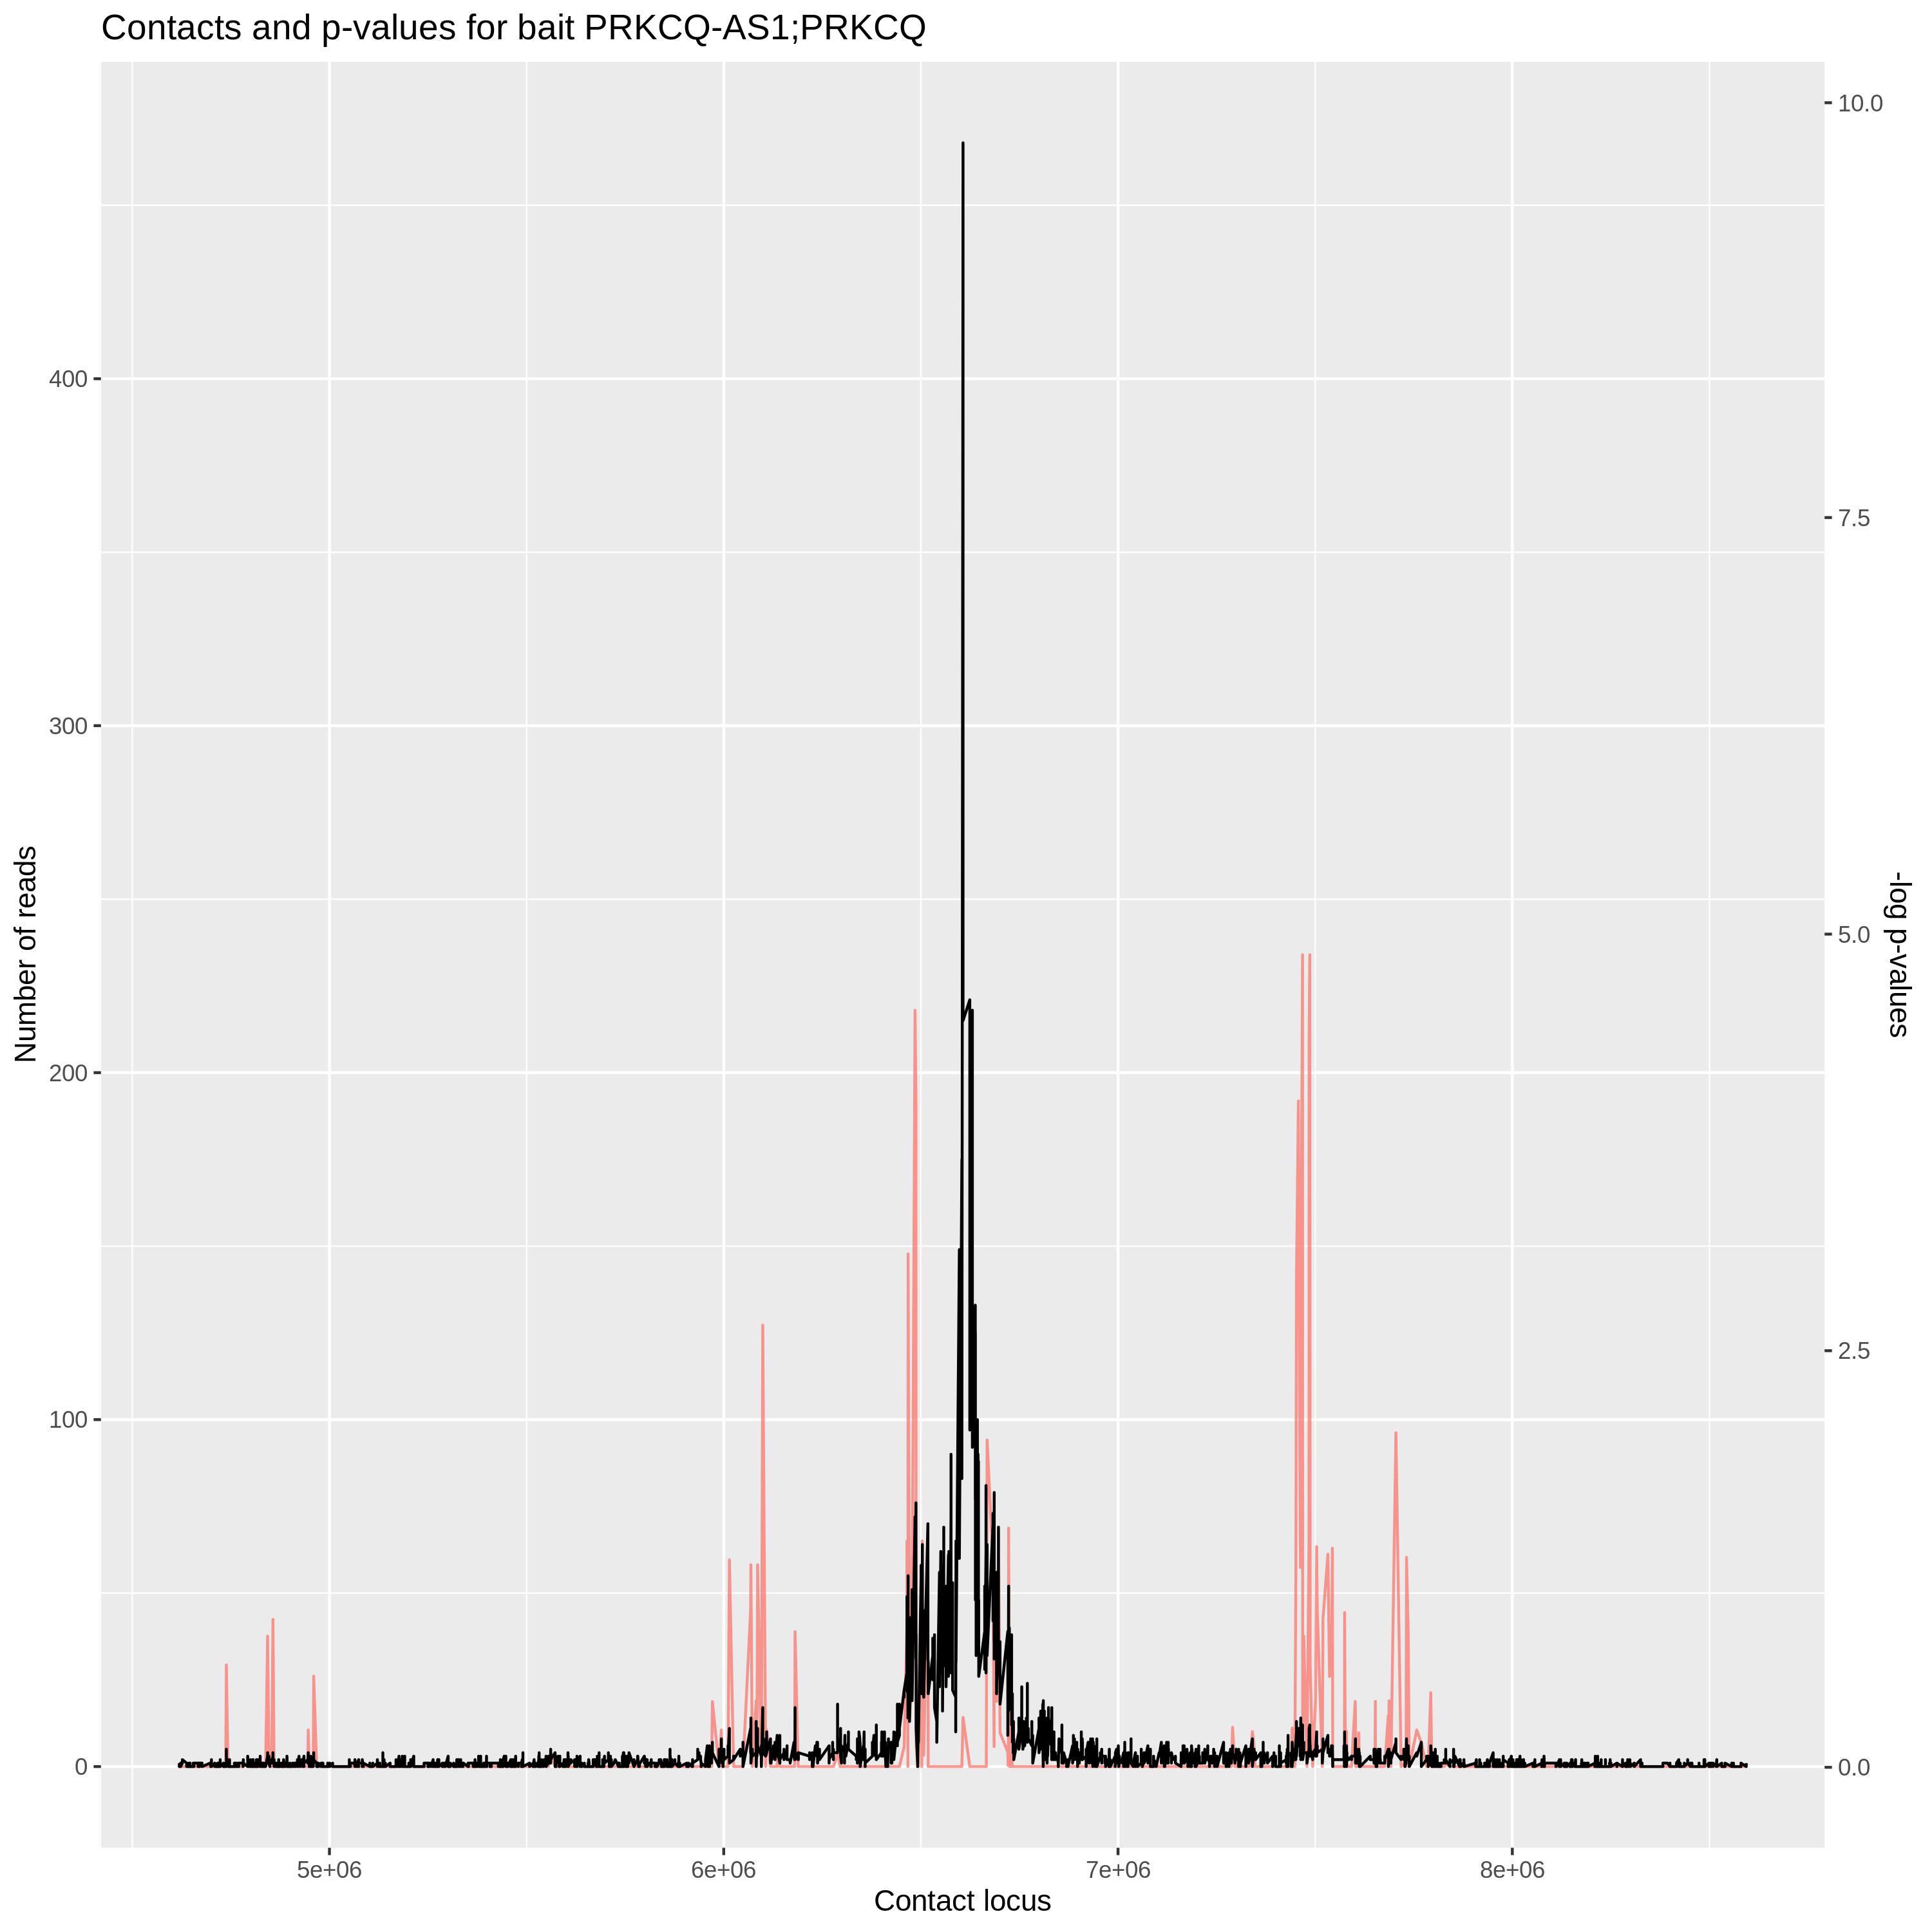 Contacts and p-values for bait PRKCQ-AS1;PRKCQ
10.0
400
7.5
300
Number of reads
5.0
-log p-values
200
2.5
100
0
0.0
5e+06
6e+06
7e+06
8e+06
Contact locus